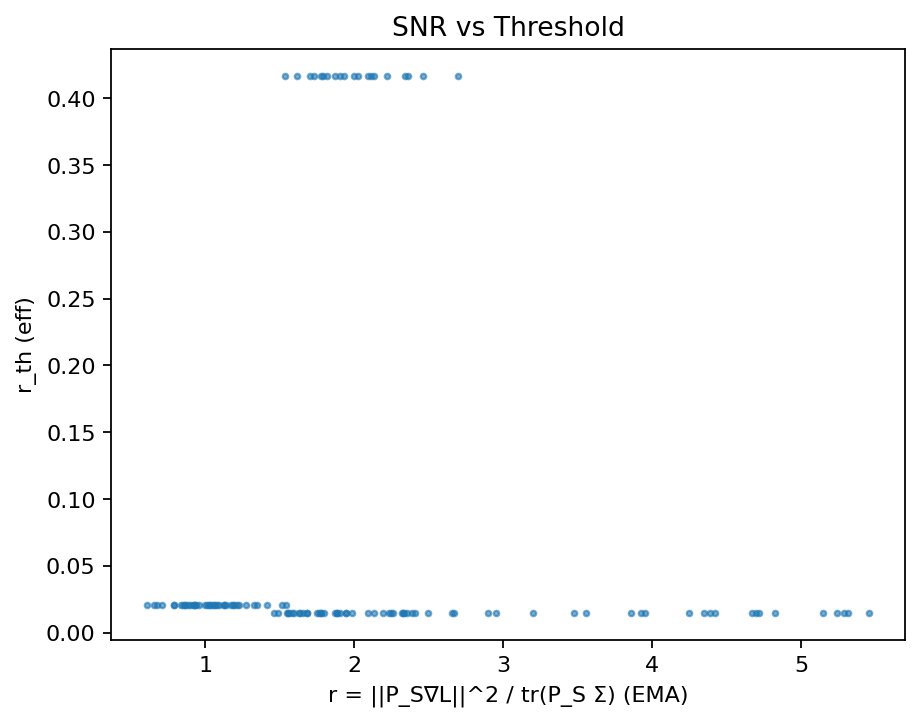 SNR vs Threshold
r_th (eff)
0.40
0.35
0.30
0.25
0.20
0.15
0.10
0.05
0.00
1 2 3 4 5
r = ||P_S∇L||^2 / tr(P_S Σ) (EMA)